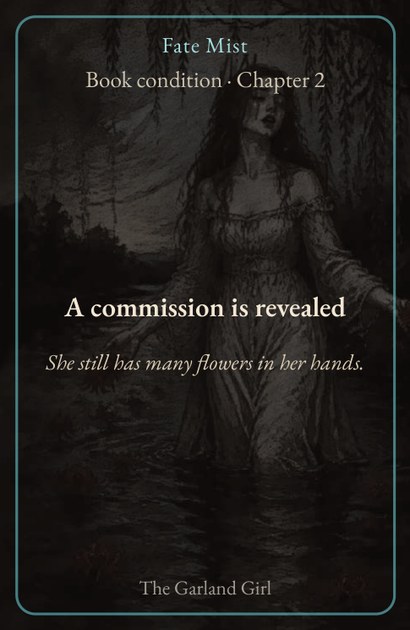 Fate Mist
Book condition · Chapter 2
A commission is revealed
She still has many flowers in her hands.
The Garland Girl